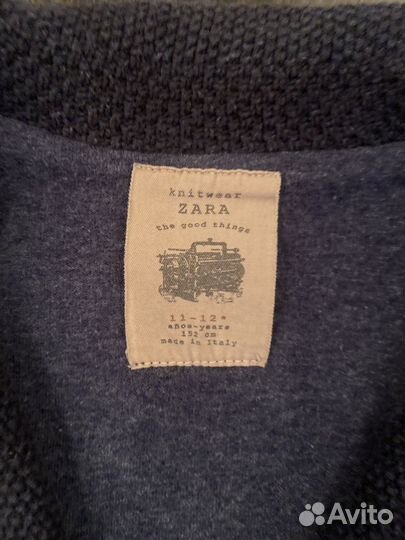 knitwear
ZARA
the good things
11-12*
años-years
152 cm
made in Italy
Avito